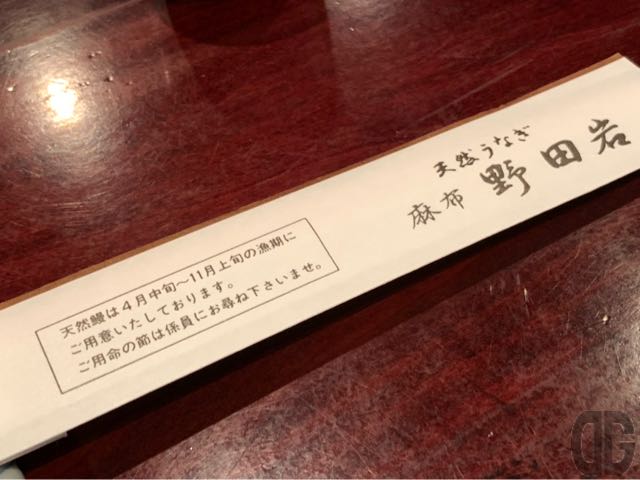 天然うなぎ
麻布 野田岩
天然鰻は4月中旬〜11月上旬の漁期に
ご用意いたしております。
ご用命の節は係員にお尋ね下さいませ。
DG